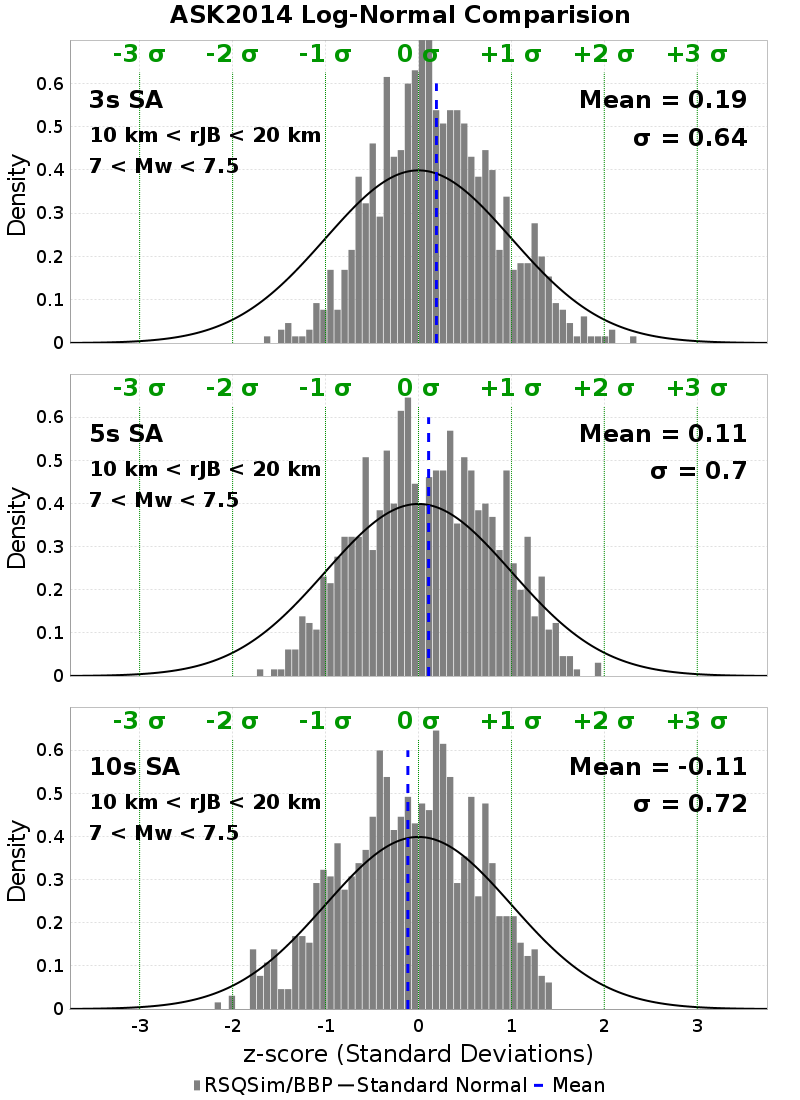 ASK2014 Log-Normal Comparision
-3 σ -2 σ -1 σ 0 σ +1 σ +2 σ +3 σ
3s SA
10 km < rJB < 20 km
7 < Mw < 7.5
Mean = 0.19
σ = 0.64
Density
0.6
0.5
0.4
0.3
0.2
0.1
0
-3 σ -2 σ -1 σ 0 σ +1 σ +2 σ +3 σ
5s SA
10 km < rJB < 20 km
7 < Mw < 7.5
Mean = 0.11
σ = 0.7
Density
0.6
0.5
0.4
0.3
0.2
0.1
0
-3 σ -2 σ -1 σ 0 σ +1 σ +2 σ +3 σ
10s SA
10 km < rJB < 20 km
7 < Mw < 7.5
Mean = -0.11
σ = 0.72
Density
0.6
0.5
0.4
0.3
0.2
0.1
0
-3 -2 -1 0 1 2 3
z-score (Standard Deviations)
RSQSim/BBP Standard Normal Mean